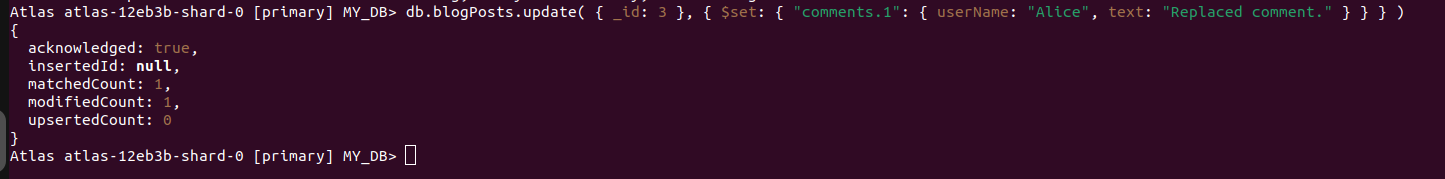 Atlas atlas-12eb3b-shard-0 [primary] MY_DB> db.blogPosts.update( { _id: 3 }, { $set: { "comments.1": { userName: "Alice", text: "Replaced comment." } } } )
{
  acknowledged: true,
  insertedId: null,
  matchedCount: 1,
  modifiedCount: 1,
  upsertedCount: 0
}
Atlas atlas-12eb3b-shard-0 [primary] MY_DB>